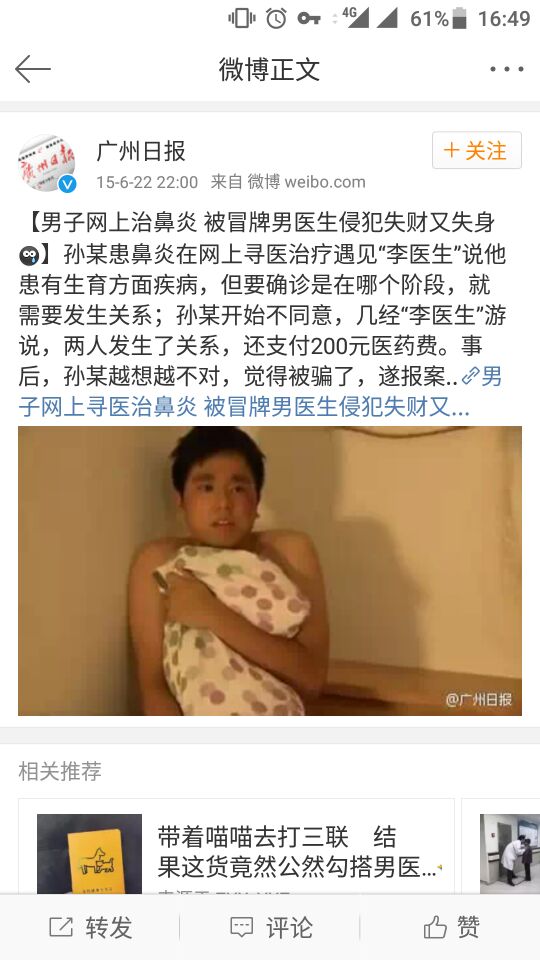 4G 61% 16:49
微博正文
广州日报
广州日报
+关注
15-6-22 22:00 来自 微博 weibo.com
【男子网上治鼻炎 被冒牌男医生侵犯失财又失身
】孙某患鼻炎在网上寻医治疗遇见“李医生”说他
患有生育方面疾病，但要确诊是在哪个阶段，就
需要发生关系；孙某开始不同意，几经“李医生”游
说，两人发生了关系，还支付200元医药费。事
后，孙某越想越不对，觉得被骗了，遂报案..男
子网上寻医治鼻炎 被冒牌男医生侵犯失财又...
@广州日报
相关推荐
带着喵喵去打三联 结
果这货竟然公然勾搭男医...
转发
评论
赞